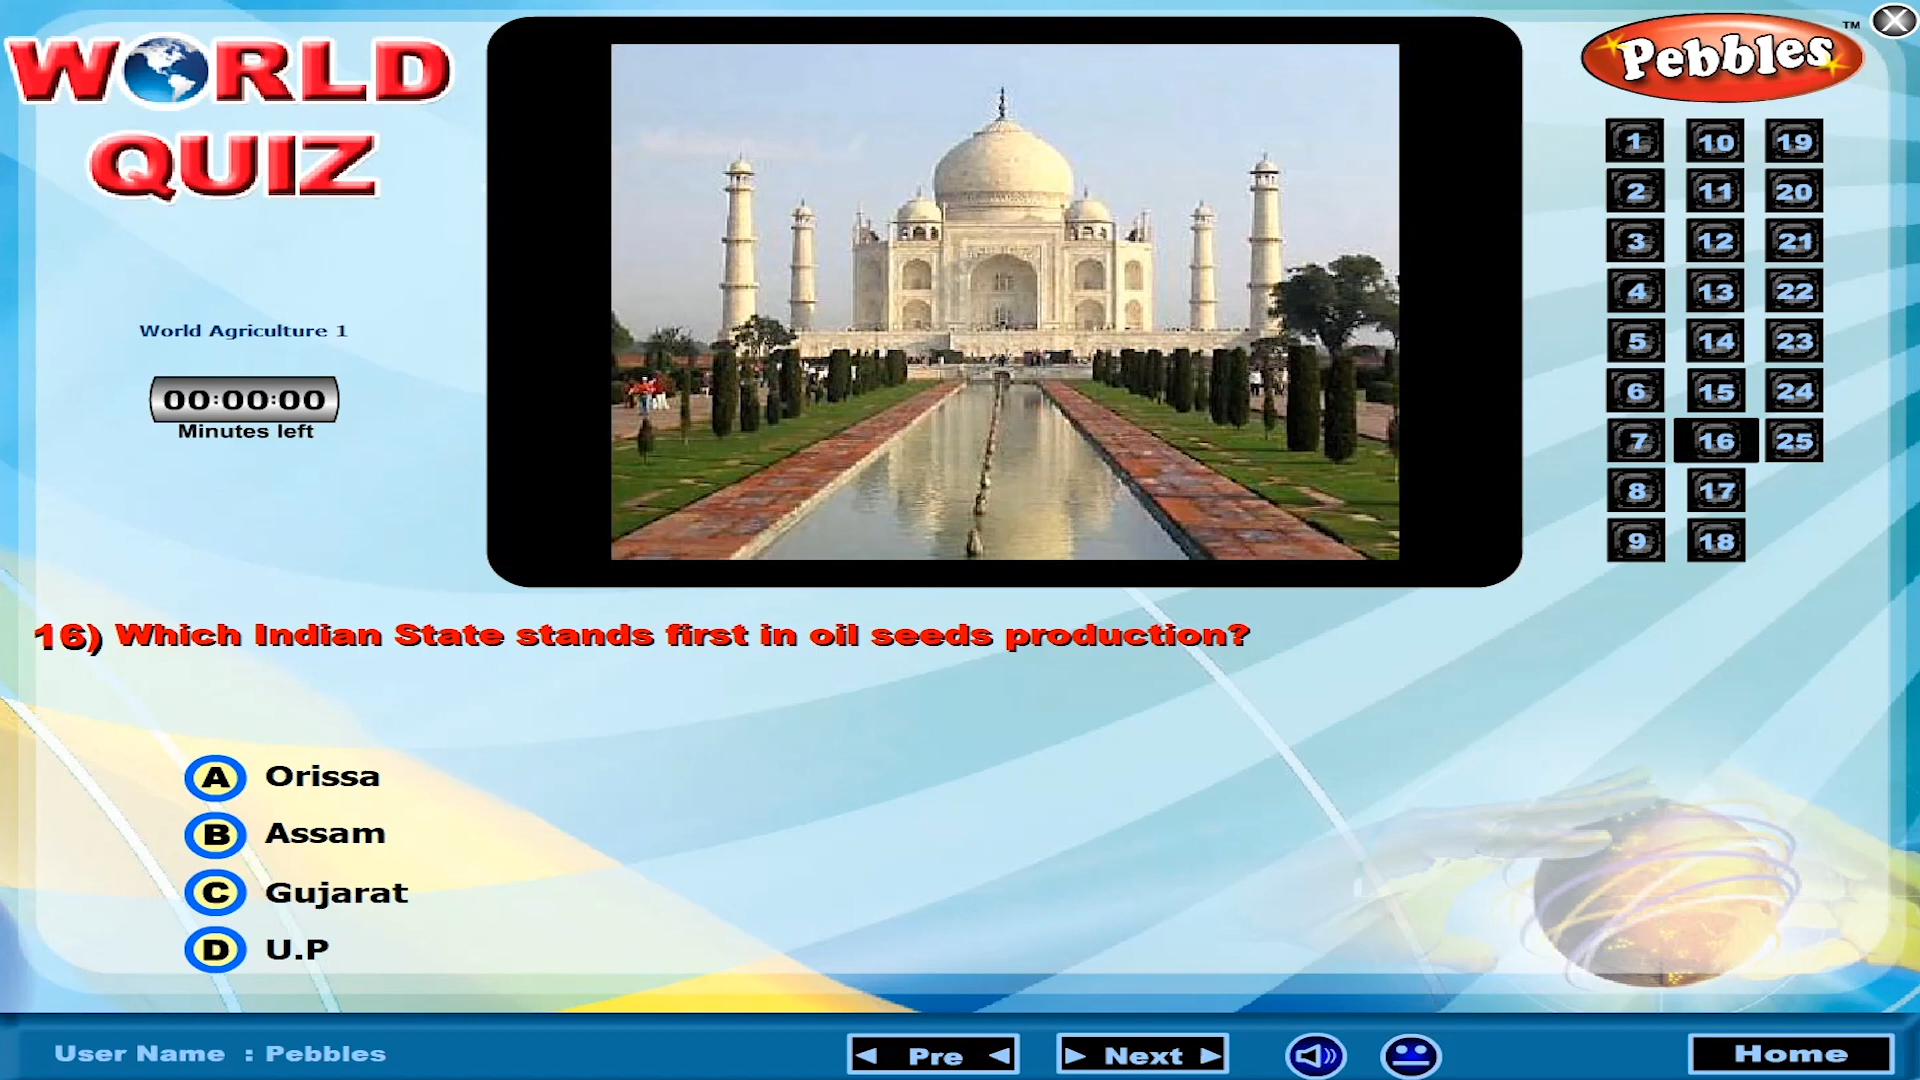 WORLD
QUIZ
Pebbles™
World Agriculture 1
00:00:00
Minutes left
1 10 19
2 11 20
3 12 21
4 13 22
5 14 23
6 15 24
7 16 25
8 17
9 18
16) Which Indian State stands first in oil seeds production?
A Orissa
B Assam
C Gujarat
D U.P
User Name : Pebbles
Pre
Next
Home